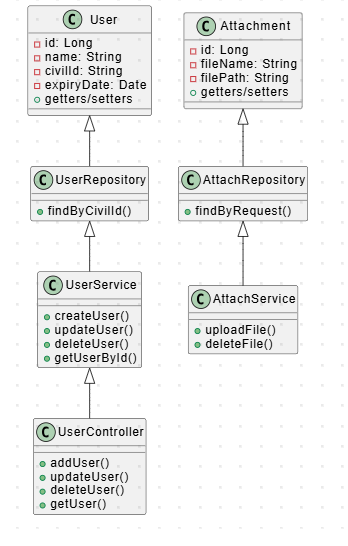 C User
id: Long
name: String
civilId: String
expiryDate: Date
getters/setters
C UserRepository
findByCivilId()
C UserService
createUser()
updateUser()
deleteUser()
getUserById()
C UserController
addUser()
updateUser()
deleteUser()
getUser()
C Attachment
id: Long
fileName: String
filePath: String
getters/setters
C AttachRepository
findByRequest()
C AttachService
uploadFile()
deleteFile()